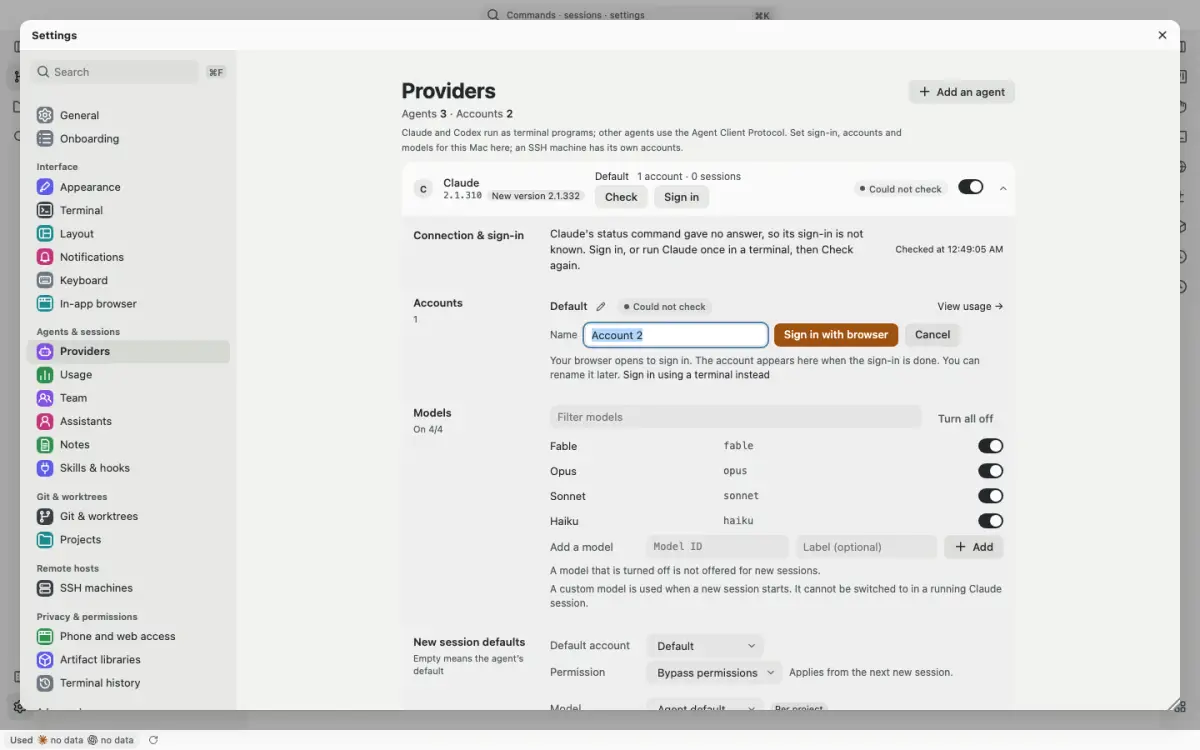 Commands · sessions · settings ⌘K
Settings
Search ⌘F
General
Onboarding
Interface
Appearance
Terminal
Layout
Notifications
Keyboard
In-app browser
Agents & sessions
Providers
Usage
Team
Assistants
Notes
Skills & hooks
Git & worktrees
Git & worktrees
Projects
Remote hosts
SSH machines
Privacy & permissions
Phone and web access
Artifact libraries
Terminal history
Providers
+ Add an agent
Agents 3 · Accounts 2
Claude and Codex run as terminal programs; other agents use the Agent Client Protocol. Set sign-in, accounts and
models for this Mac here; an SSH machine has its own accounts.
C
Claude
2.1.310 New version 2.1.332
Default 1 account · 0 sessions
Check Sign in
Could not check
Connection & sign-in
Claude's status command gave no answer, so its sign-in is not
known. Sign in, or run Claude once in a terminal, then Check
again.
Checked at 12:49:05 AM
Accounts
1
Default Could not check View usage →
Name Account 2 Sign in with browser Cancel
Your browser opens to sign in. The account appears here when the sign-in is done. You can
rename it later. Sign in using a terminal instead
Models
On 4/4
Filter models Turn all off
Fable fable
Opus opus
Sonnet sonnet
Haiku haiku
Add a model Model ID Label (optional) + Add
A model that is turned off is not offered for new sessions.
A custom model is used when a new session starts. It cannot be switched to in a running Claude
session.
New session defaults
Empty means the agent's
default
Default account Default
Permission Bypass permissions Applies from the next new session.
Model Agent default Per project
Used no data no data